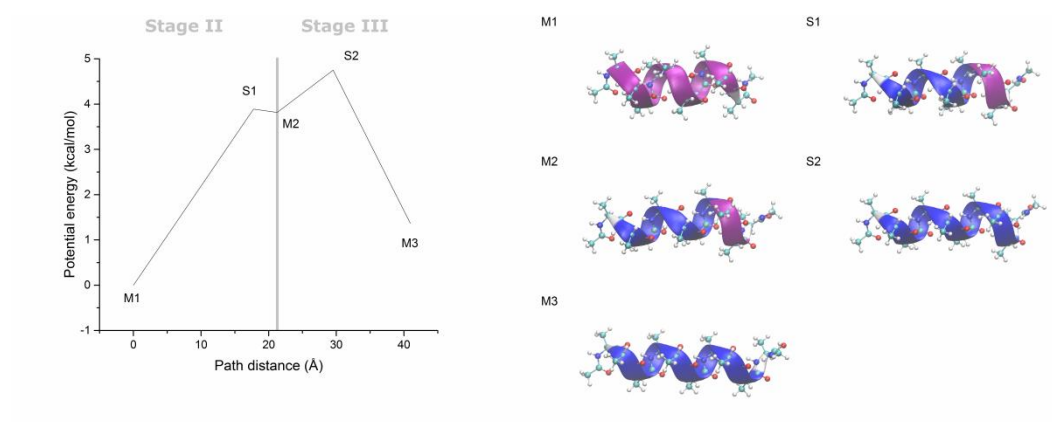 Stage II Stage III
5
4
3
2
1
0
-1
Potential energy (kcal/mol)
S1
S2
M2
M3
M1
0 10 20 30 40
Path distance (Å)
M1
S1
M2
S2
M3